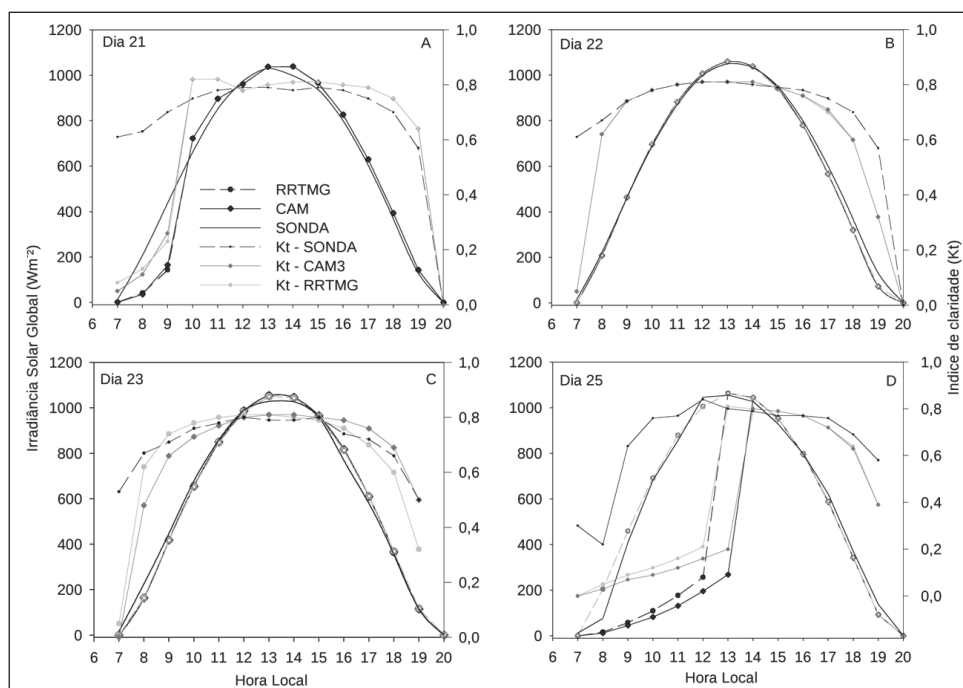 Dia 21
A
1200
1000
800
600
400
200
0
1,0
0,8
0,6
0,4
0,2
0,0
RRTMG
CAM
SONDA
Kt - SONDA
Kt - CAM3
Kt - RRTMG
6 7 8 9 10 11 12 13 14 15 16 17 18 19 20
Dia 22
B
1200
1000
800
600
400
200
0
1,0
0,8
0,6
0,4
0,2
0,0
6 7 8 9 10 11 12 13 14 15 16 17 18 19 20
Irradiância Solar Global (Wm⁻²)
Indice de claridade (Kt)
Dia 23
C
1200
1000
800
600
400
200
0
1,0
0,8
0,6
0,4
0,2
0,0
6 7 8 9 10 11 12 13 14 15 16 17 18 19 20
Hora Local
Dia 25
D
1200
1000
800
600
400
200
0
1,0
0,8
0,6
0,4
0,2
0,0
6 7 8 9 10 11 12 13 14 15 16 17 18 19 20
Hora Local